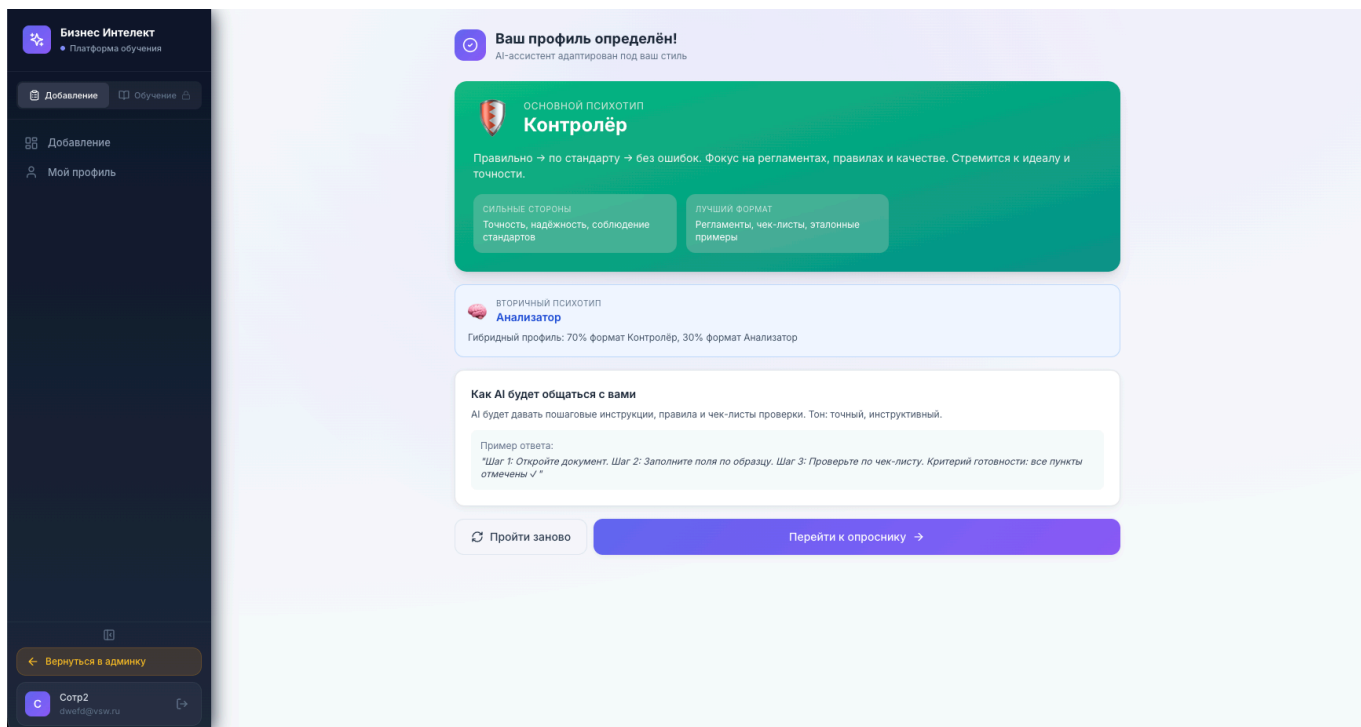 Бизнес Интелект
Платформа обучения
Добавление
Обучение
Добавление
Мой профиль
Вернуться в админку
С
Сотр2
dwefd@vsw.ru
Ваш профиль определён!
AI-ассистент адаптирован под ваш стиль
ОСНОВНОЙ ПСИХОТИП
Контролёр
Правильно → по стандарту → без ошибок. Фокус на регламентах, правилах и качестве. Стремится к идеалу и
точности.
СИЛЬНЫЕ СТОРОНЫ
Точность, надёжность, соблюдение
стандартов
ЛУЧШИЙ ФОРМАТ
Регламенты, чек-листы, эталонные
примеры
ВТОРИЧНЫЙ ПСИХОТИП
Анализатор
Гибридный профиль: 70% формат Контролёр, 30% формат Анализатор
Как AI будет общаться с вами
AI будет давать пошаговые инструкции, правила и чек-листы проверки. Тон: точный, инструктивный.
Пример ответа:
"Шаг 1: Откройте документ. Шаг 2: Заполните поля по образцу. Шаг 3: Проверьте по чек-листу. Критерий готовности: все пункты
отмечены ✓"
Пройти заново
Перейти к опроснику →